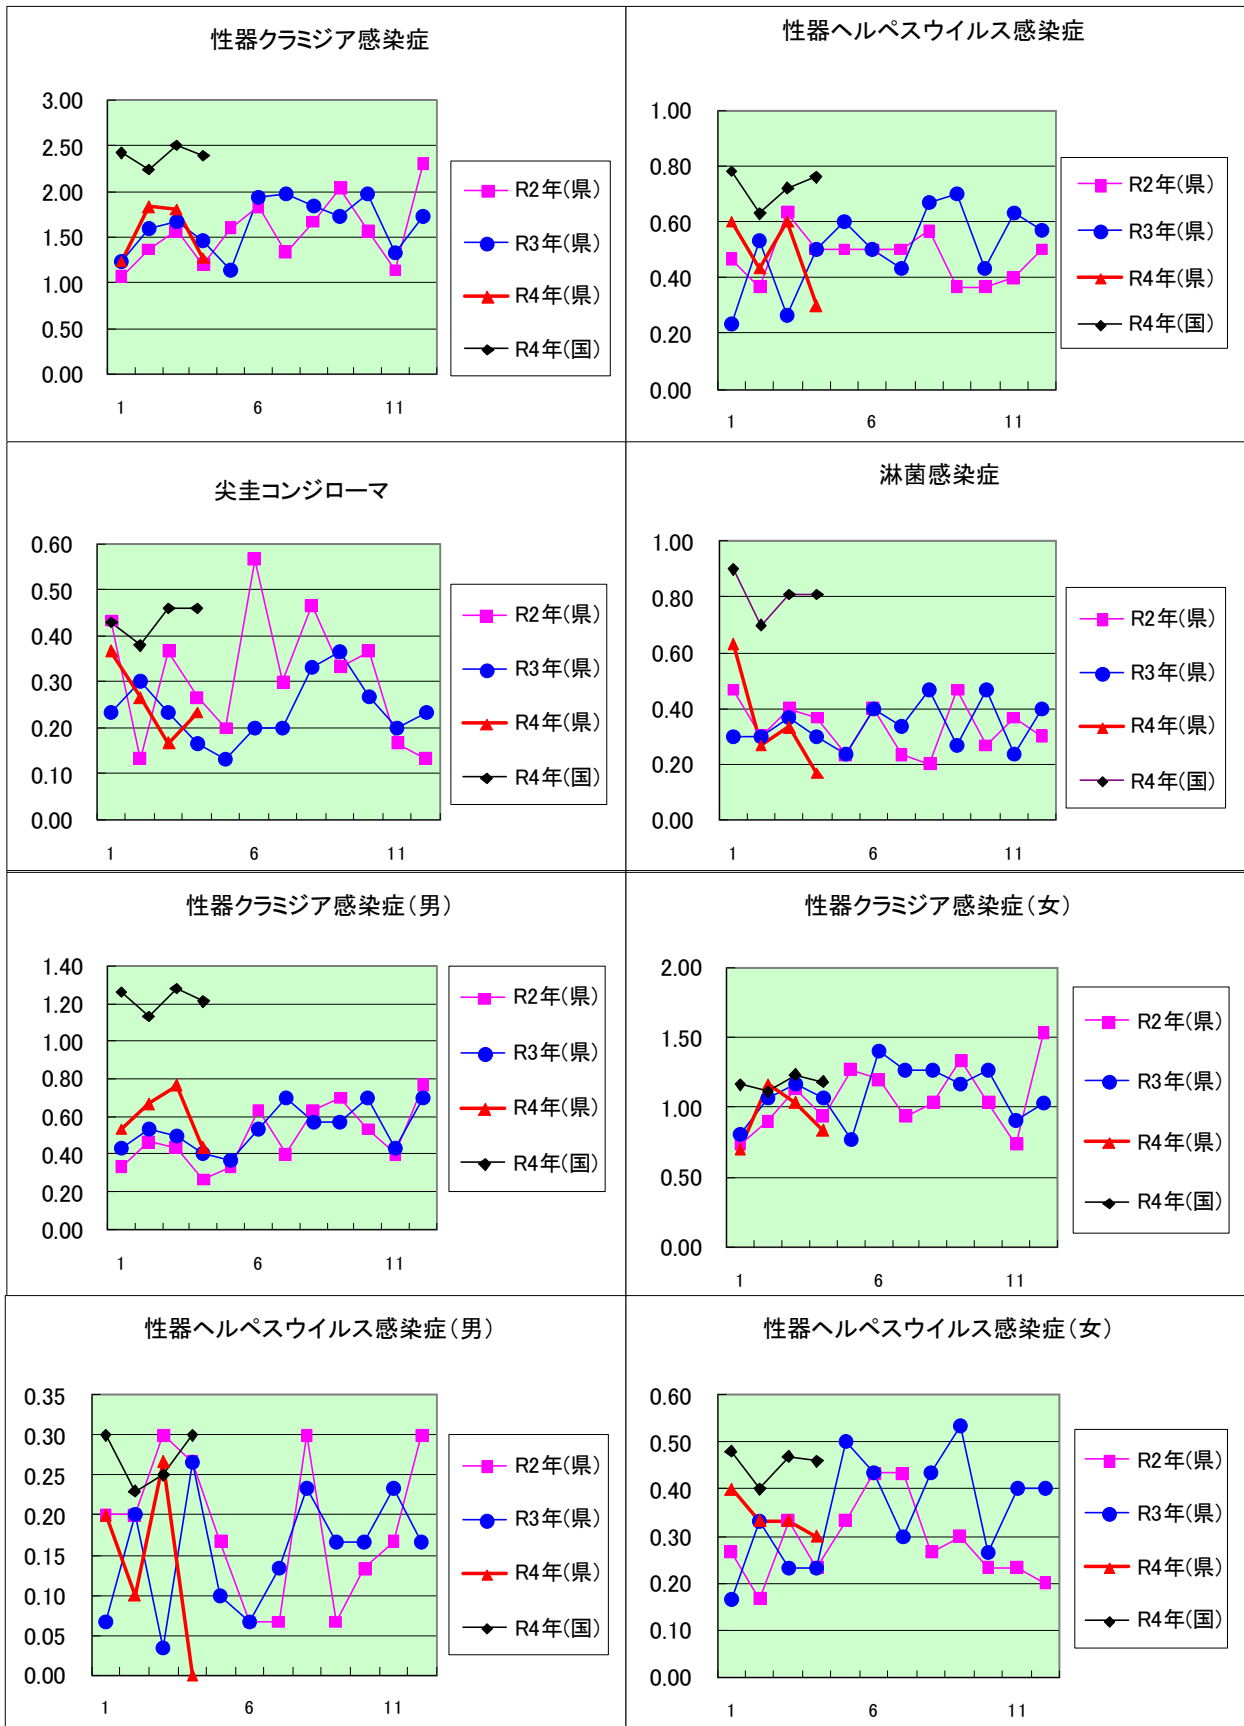 性器クラミジア感染症
3.00
2.50
2.00
1.50
1.00
0.50
0.00
1 6 11
R2年(県)
R3年(県)
R4年(県)
R4年(国)
性器ヘルペスウイルス感染症
1.00
0.80
0.60
0.40
0.20
0.00
1 6 11
R2年(県)
R3年(県)
R4年(県)
R4年(国)
尖圭コンジローマ
0.60
0.50
0.40
0.30
0.20
0.10
0.00
1 6 11
R2年(県)
R3年(県)
R4年(県)
R4年(国)
淋菌感染症
1.00
0.80
0.60
0.40
0.20
0.00
1 6 11
R2年(県)
R3年(県)
R4年(県)
R4年(国)
性器クラミジア感染症(男)
1.40
1.20
1.00
0.80
0.60
0.40
0.20
0.00
1 6 11
R2年(県)
R3年(県)
R4年(県)
R4年(国)
性器クラミジア感染症(女)
2.00
1.50
1.00
0.50
0.00
1 6 11
R2年(県)
R3年(県)
R4年(県)
R4年(国)
性器ヘルペスウイルス感染症(男)
0.35
0.30
0.25
0.20
0.15
0.10
0.05
0.00
1 6 11
R2年(県)
R3年(県)
R4年(県)
R4年(国)
性器ヘルペスウイルス感染症(女)
0.60
0.50
0.40
0.30
0.20
0.10
0.00
1 6 11
R2年(県)
R3年(県)
R4年(県)
R4年(国)